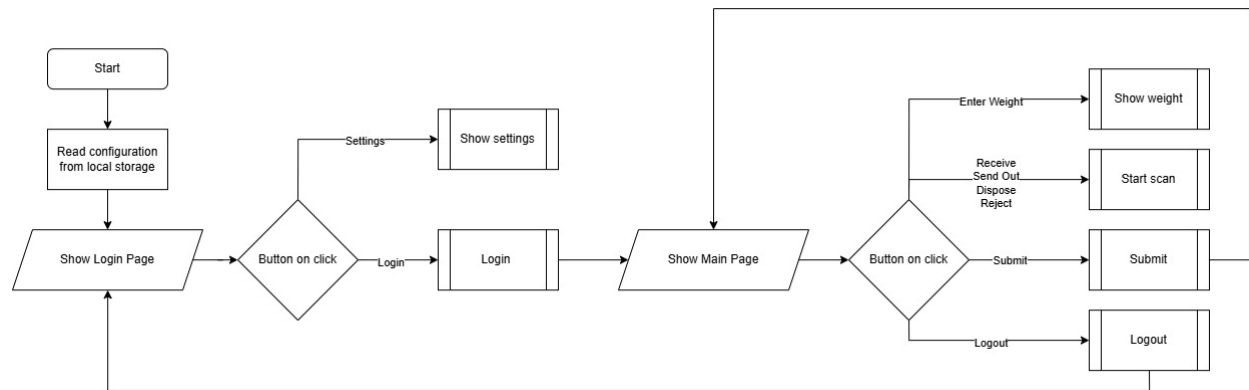 Start
Read configuration
from local storage
Show Login Page
Button on click
Settings
Show settings
Login
Login
Show Main Page
Button on click
Enter Weight
Show weight
Receive
Send Out
Dispose
Reject
Start scan
Submit
Submit
Logout
Logout